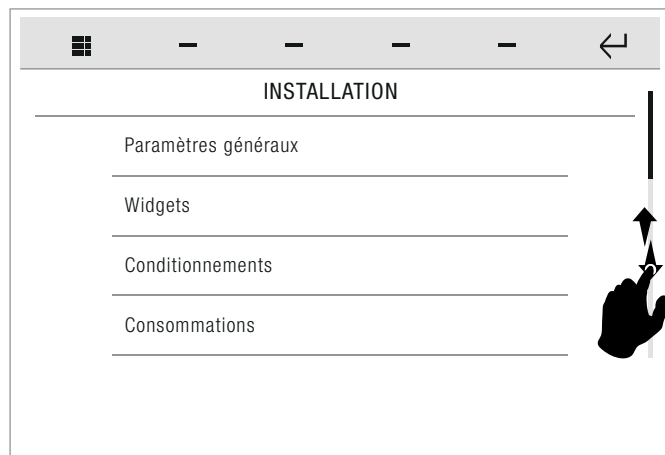 INSTALLATION
Paramètres généraux
Widgets
Conditionnements
Consommations